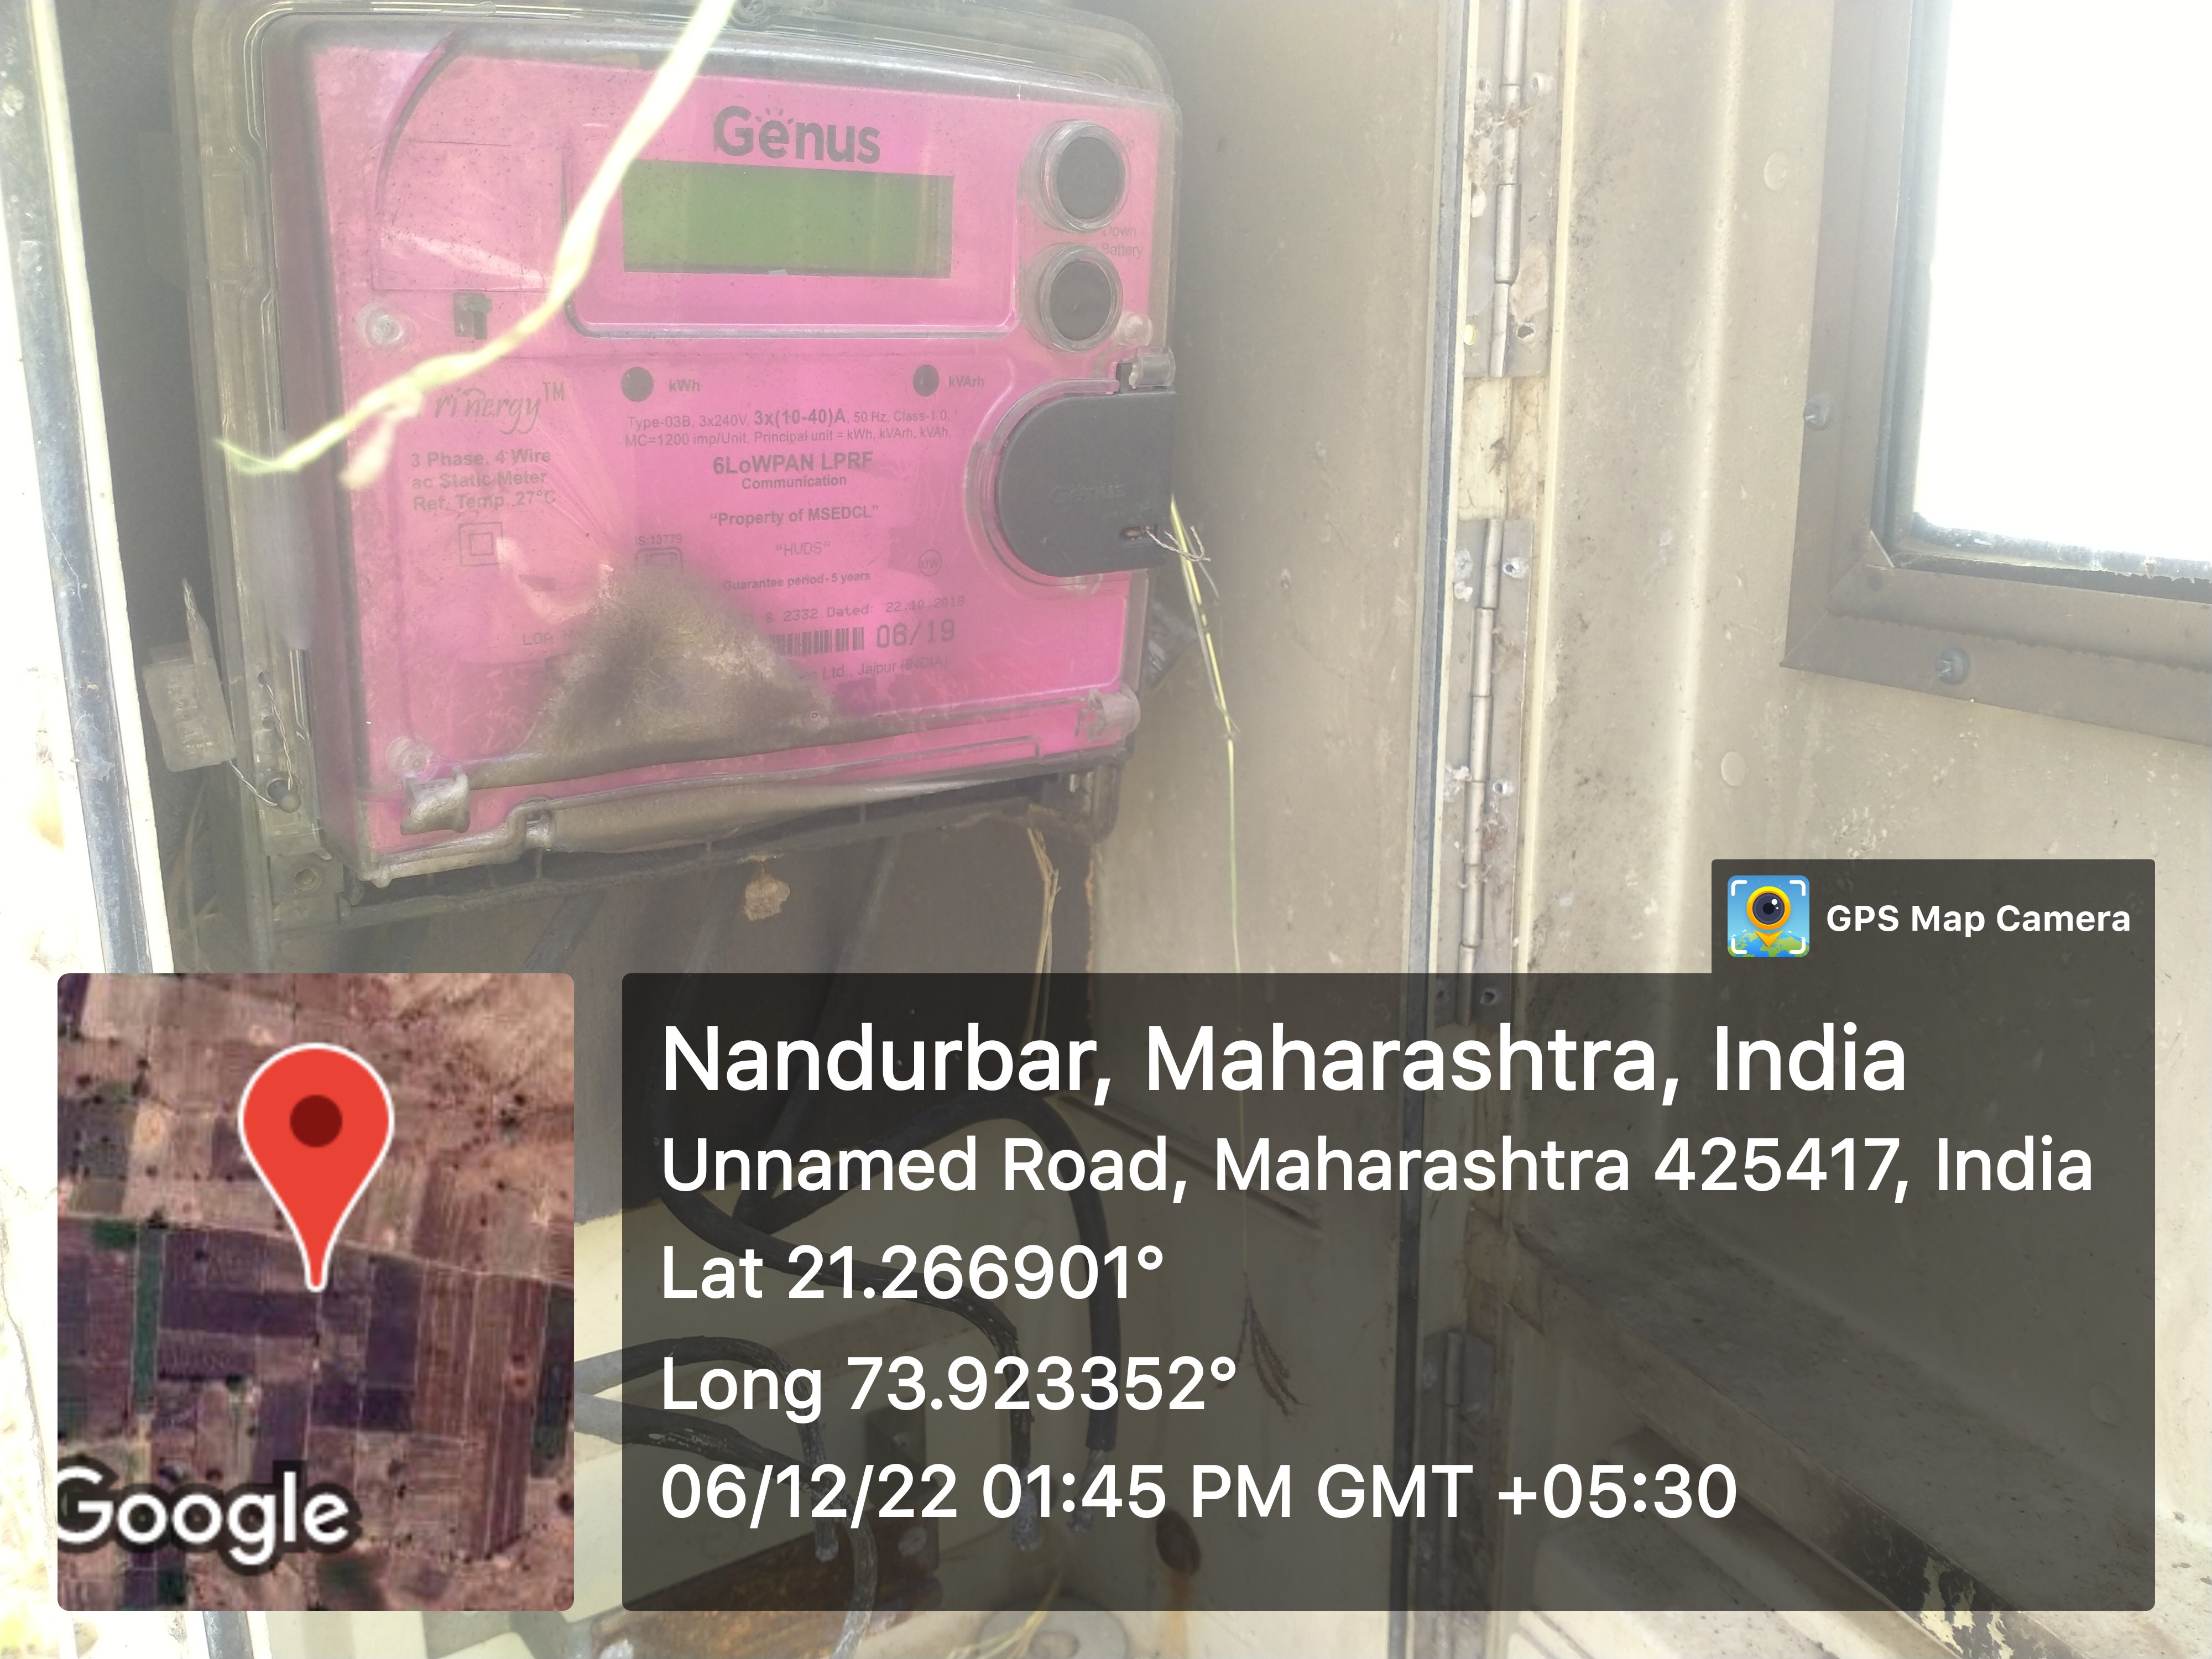 Genus
Down
Battery
kWh
kVArh
rinergy™
Type-03B, 3x240V, 3x(10-40)A, 50 Hz, Class-1.0,
MC=1200 imp/Unit, Principal unit = kWh, kVArh, kVAh,
3 Phase, 4 Wire
ac Static Meter
Ref. Temp. 27°C
6LoWPAN LPRF
Communication
Genus
"Property of MSEDCL"
IS:13779
"HUDS"
Guarantee period - 5 years
2332 Dated: 22.10.2018
LOA
06/19
Ltd. Jaipur (INDIA)
GPS Map Camera
Nandurbar, Maharashtra, India
Unnamed Road, Maharashtra 425417, India
Lat 21.266901°
Long 73.923352°
06/12/22 01:45 PM GMT +05:30
Google